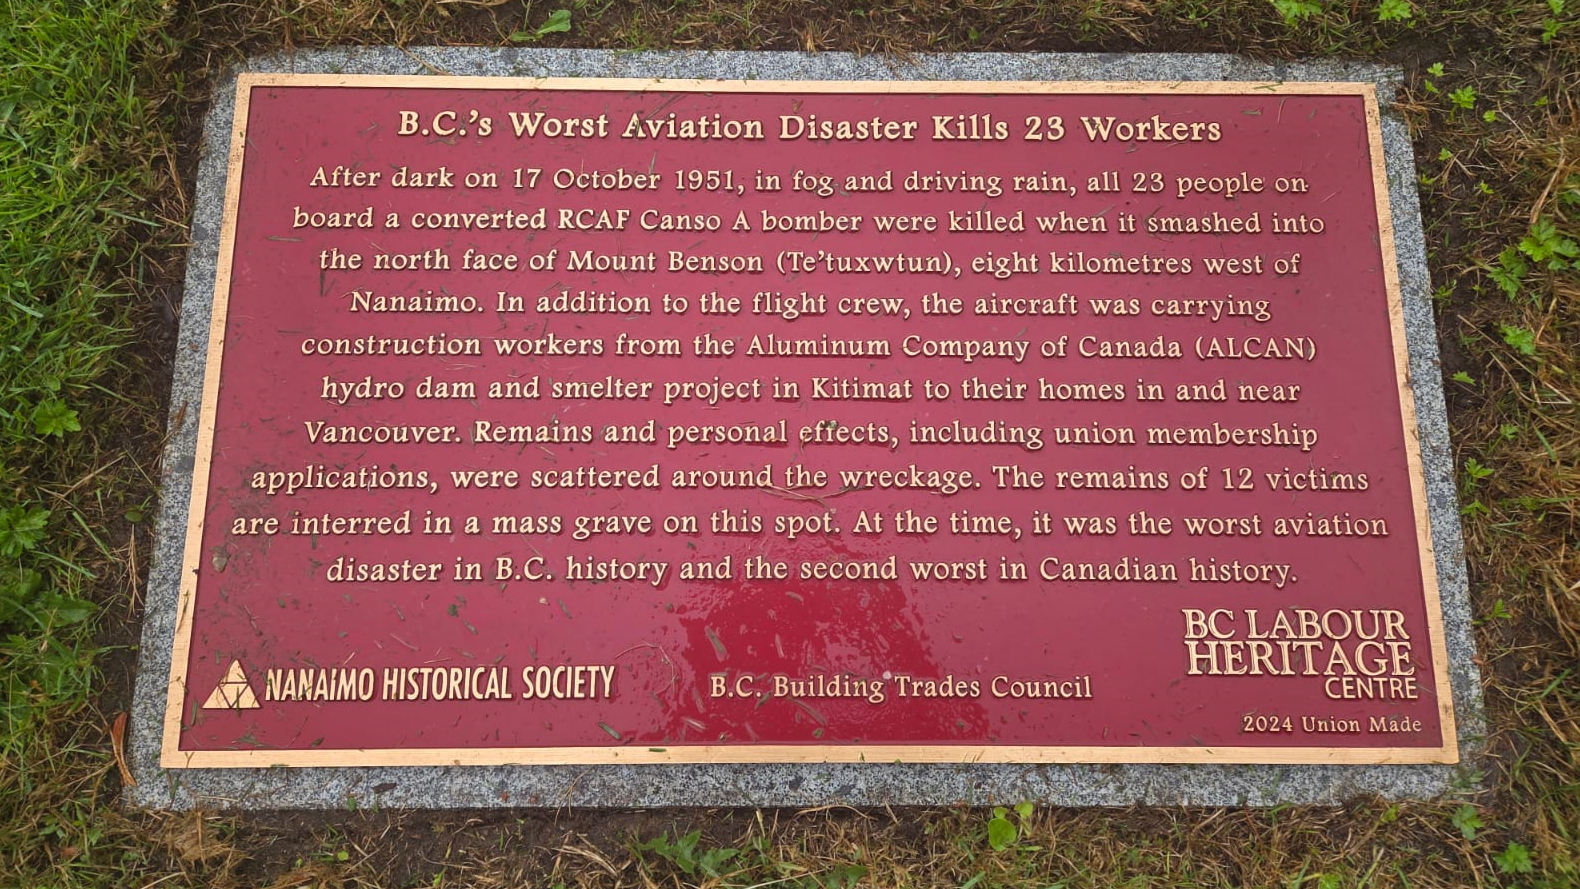 B.C.'s Worst Aviation Disaster Kills 23 Workers
After dark on 17 October 1951, in fog and driving rain, all 23 people on
board a converted RCAF Canso A bomber were killed when it smashed into
the north face of Mount Benson (Te'tuxwtun), eight kilometres west of
Nanaimo. In addition to the flight crew, the aircraft was carrying
construction workers from the Aluminum Company of Canada (ALCAN)
hydro dam and smelter project in Kitimat to their homes in and near
Vancouver. Remains and personal effects, including union membership
applications, were scattered around the wreckage. The remains of 12 victims
are interred in a mass grave on this spot. At the time, it was the worst aviation
disaster in B.C. history and the second worst in Canadian history.
NANAIMO HISTORICAL SOCIETY
B.C. Building Trades Council
BC LABOUR
HERITAGE
CENTRE
2024 Union Made